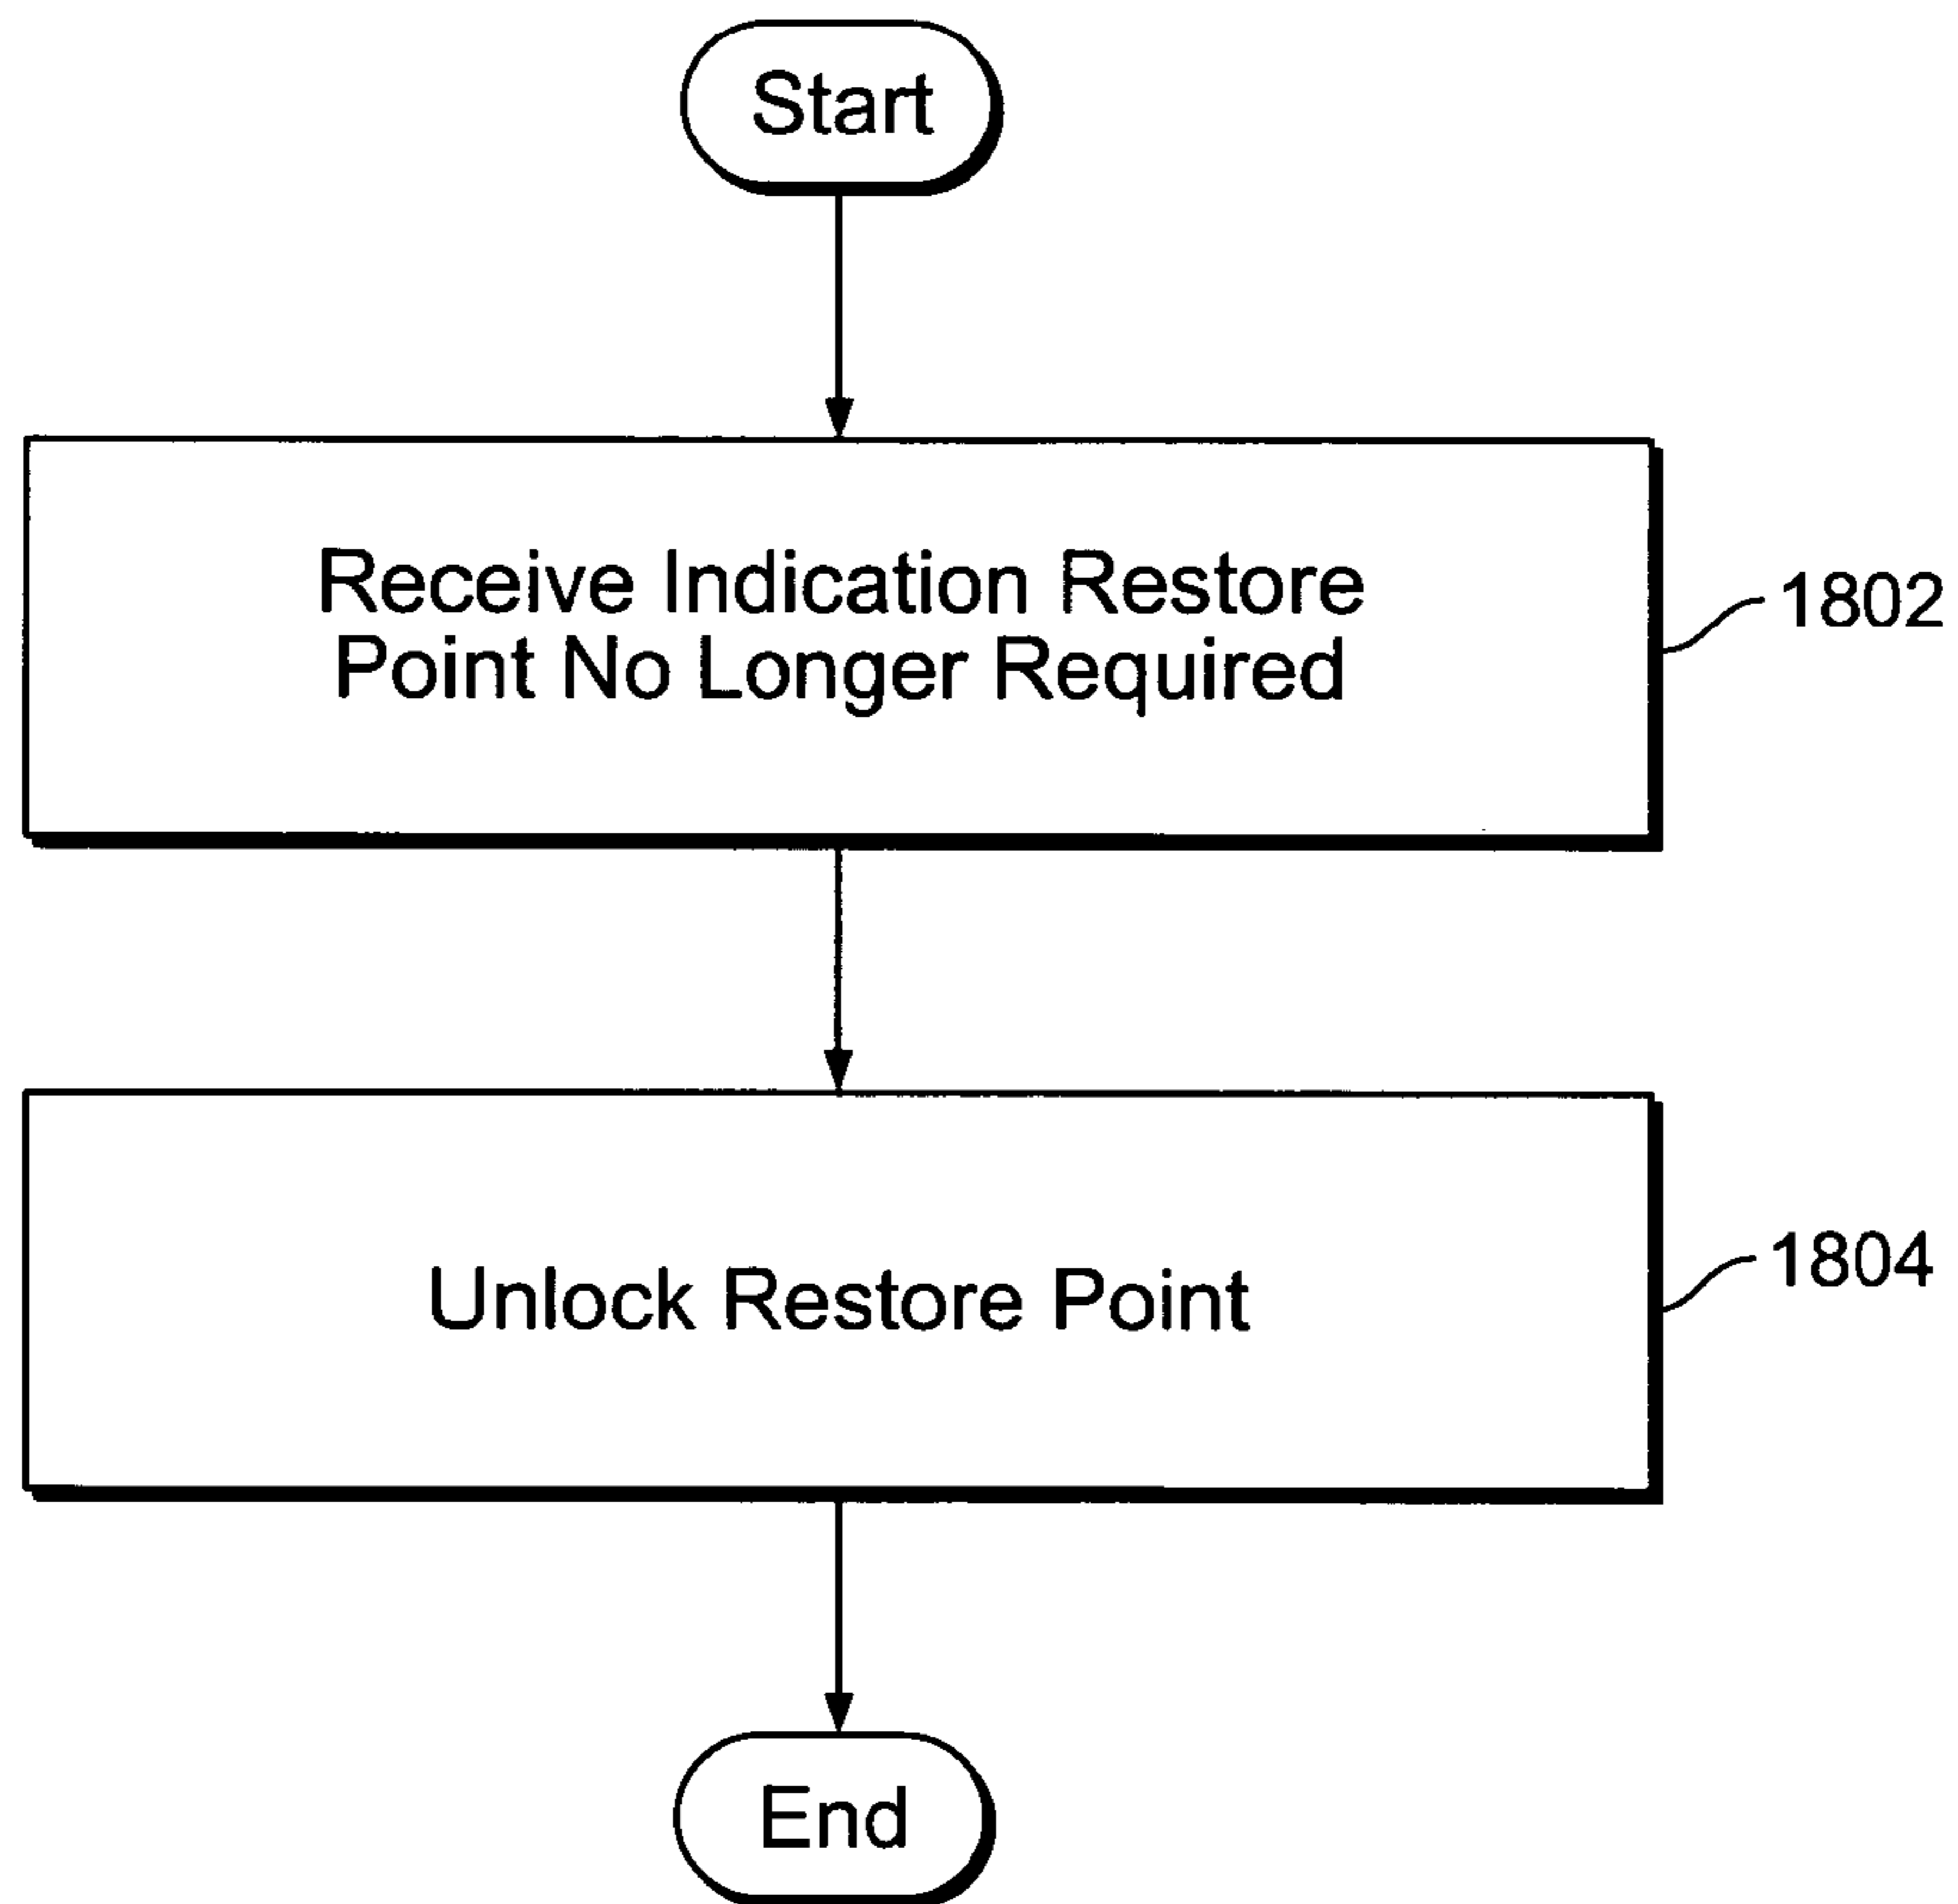 Start
Receive Indication Restore
Point No Longer Required
1802
Unlock Restore Point
1804
End